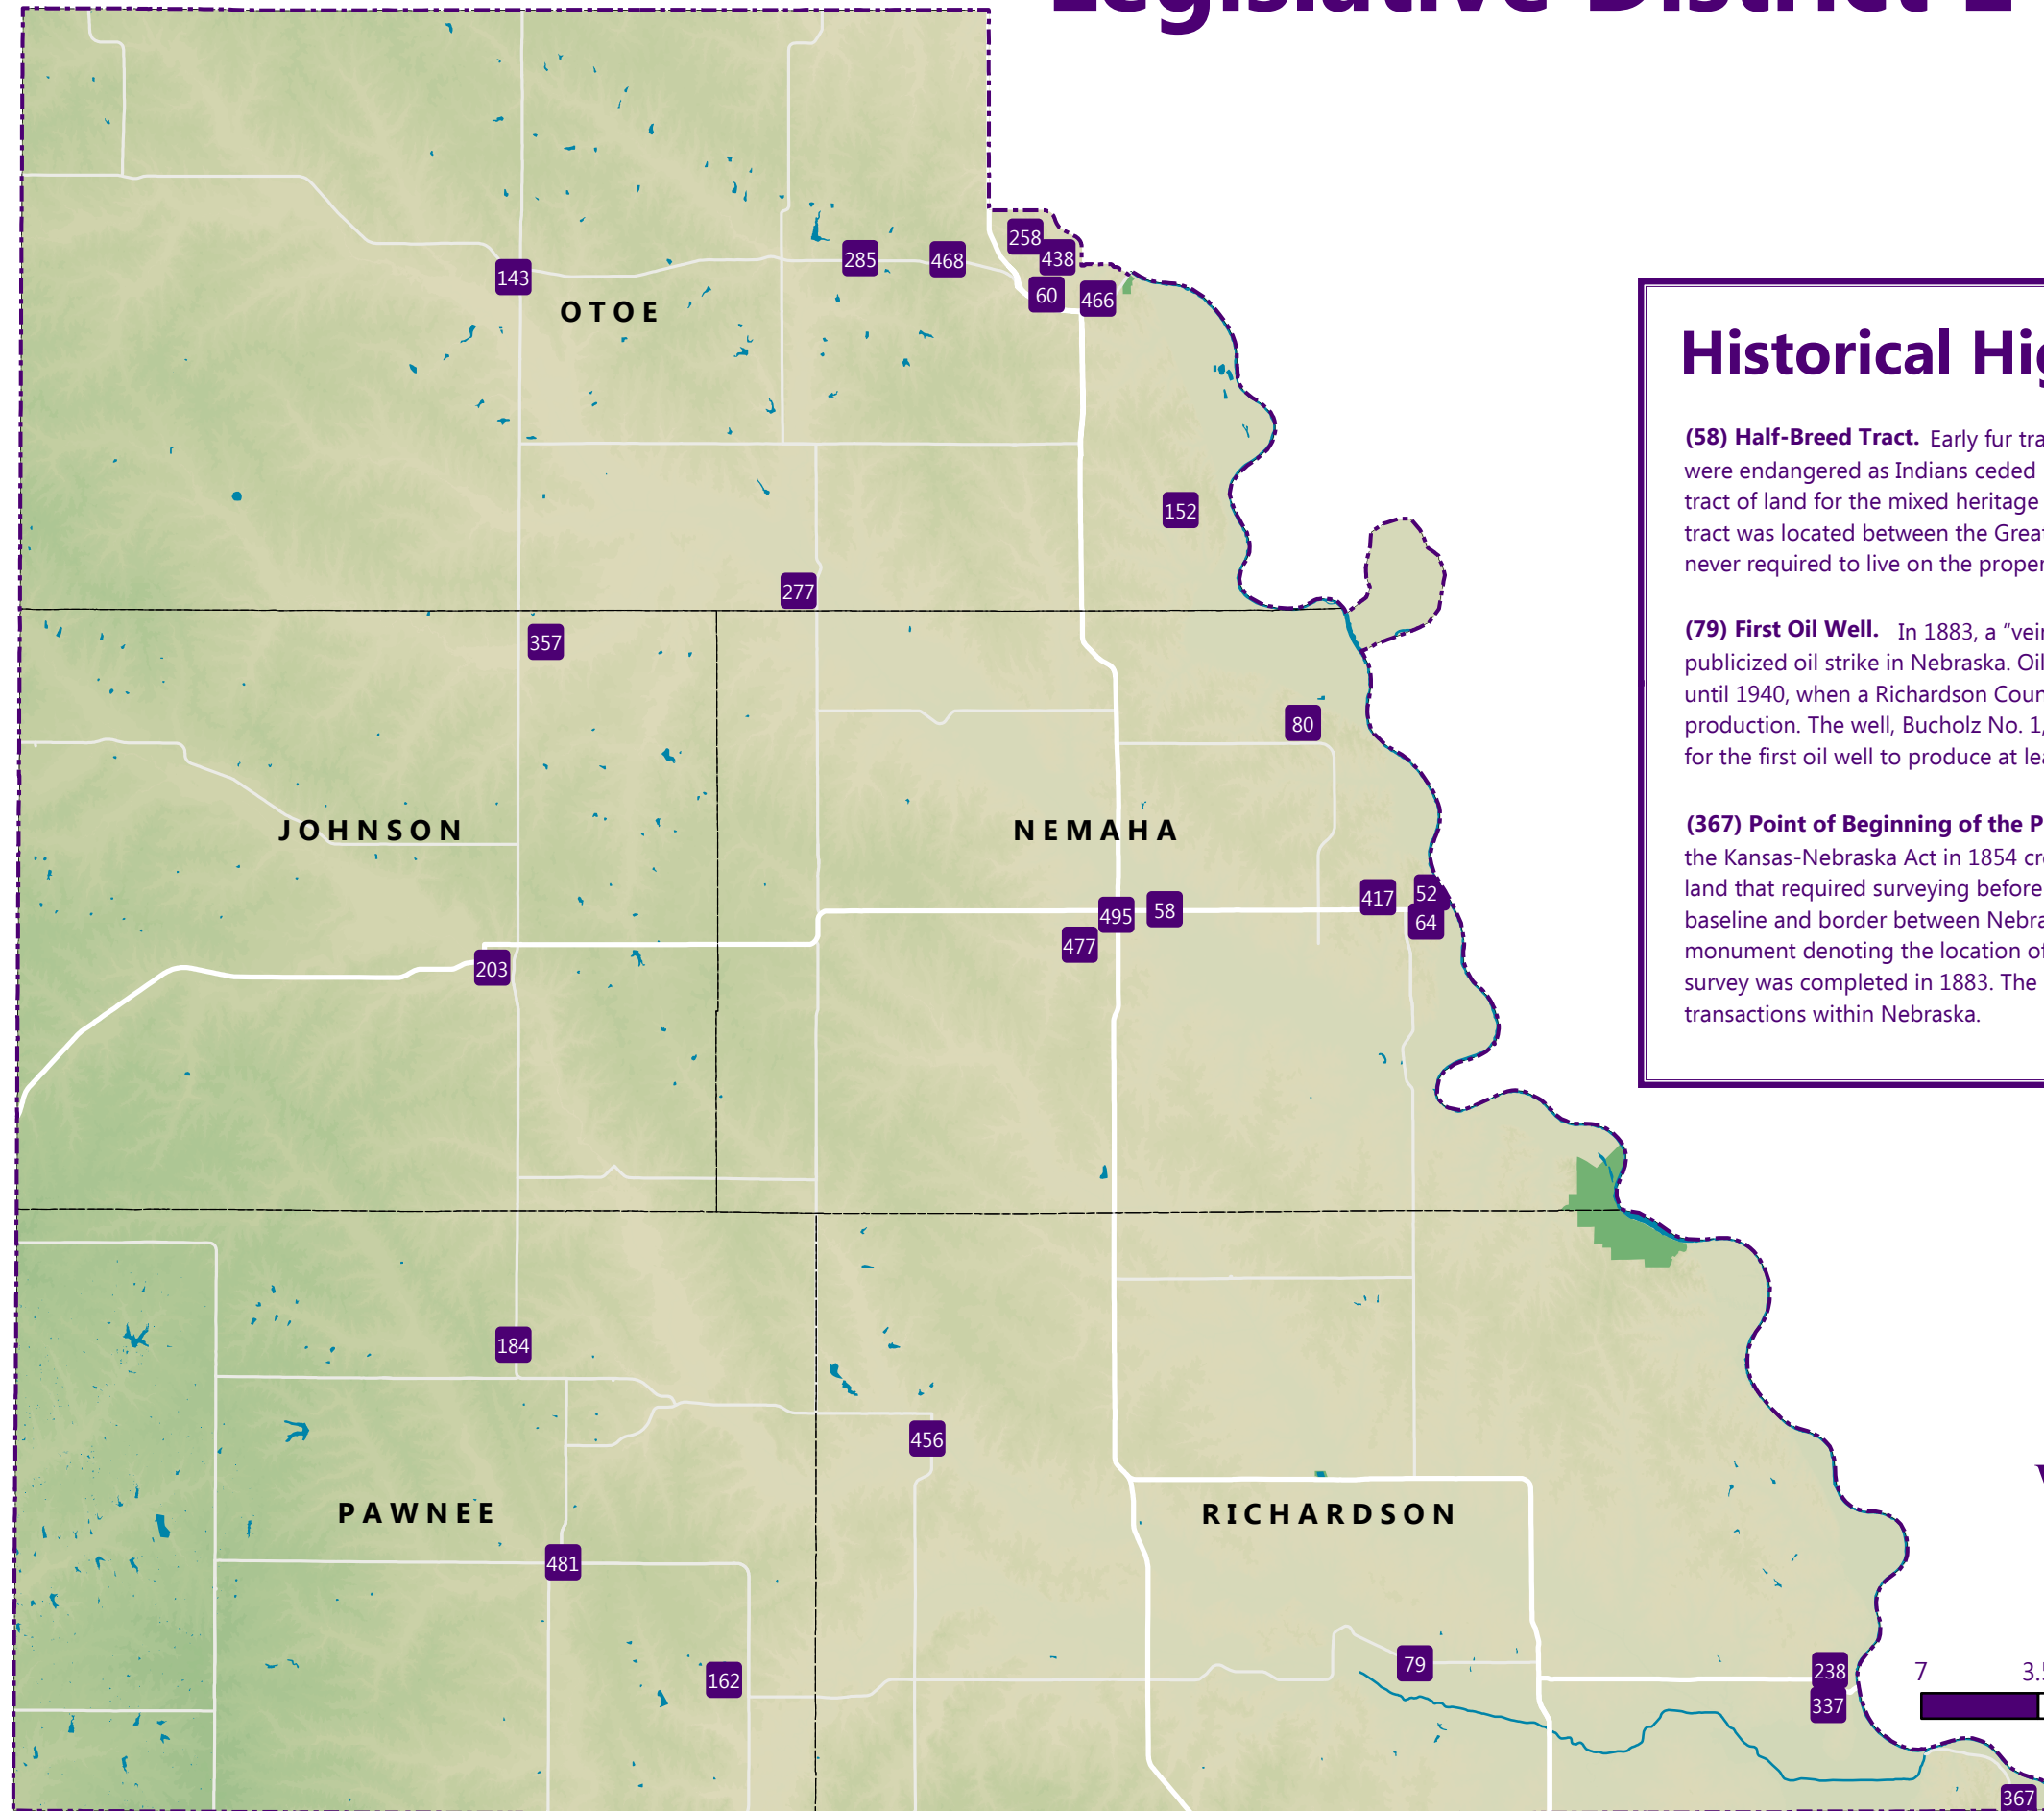 Legislative District 1
258
438
285
468
143
60
466
OTOE
Historical Hig
(58) Half-Breed Tract. Early fur tra
were endangered as Indians ceded
tract of land for the mixed heritage
tract was located between the Great
never required to live on the proper
152
277
357
(79) First Oil Well. In 1883, a “vein
publicized oil strike in Nebraska. Oil
until 1940, when a Richardson Coun
production. The well, Bucholz No. 1,
for the first oil well to produce at lea
80
JOHNSON
NEMAHA
(367) Point of Beginning of the P
the Kansas-Nebraska Act in 1854 cre
land that required surveying before
baseline and border between Nebra
monument denoting the location of
survey was completed in 1883. The
transactions within Nebraska.
417
52
495
58
64
477
203
184
456
PAWNEE
RICHARDSON
481
79
162
238
337
7
3.5
367